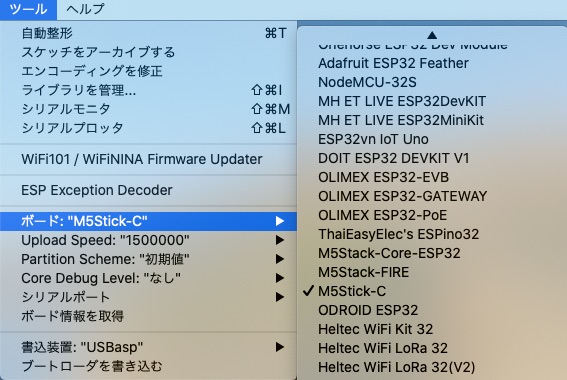 ツール ヘルプ
自動整形 ⌘T
スケッチをアーカイブする
エンコーディングを修正
ライブラリを管理... ⇧⌘I
シリアルモニタ ⇧⌘M
シリアルプロッタ ⇧⌘L
WiFi101 / WiFiNINA Firmware Updater
ESP Exception Decoder
ボード: "M5Stick-C"
Upload Speed: "1500000"
Partition Scheme: "初期値"
Core Debug Level: "なし"
シリアルポート
ボード情報を取得
書込装置: "USBasp"
ブートローダを書き込む
Onehorse ESP32 Dev Module
Adafruit ESP32 Feather
NodeMCU-32S
MH ET LIVE ESP32DevKIT
MH ET LIVE ESP32MiniKit
ESP32vn IoT Uno
DOIT ESP32 DEVKIT V1
OLIMEX ESP32-EVB
OLIMEX ESP32-GATEWAY
OLIMEX ESP32-PoE
ThaiEasyElec's ESPino32
M5Stack-Core-ESP32
M5Stack-FIRE
✓ M5Stick-C
ODROID ESP32
Heltec WiFi Kit 32
Heltec WiFi LoRa 32
Heltec WiFi LoRa 32(V2)